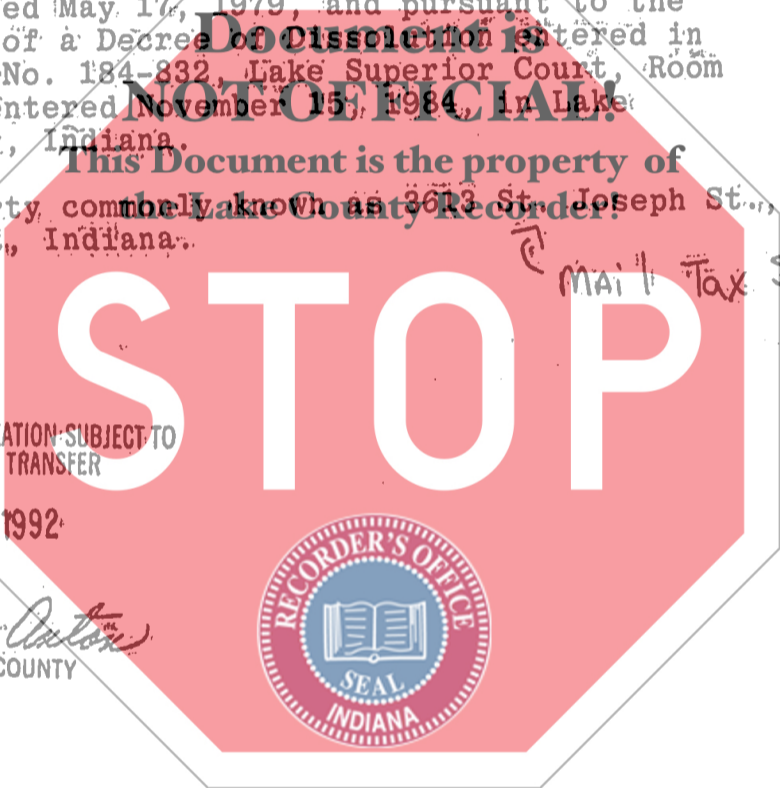 ed May 17, 1979, and pursuant to the
of a Decree of Dissolution entered in
No. 184-832, Lake Superior Court, Room
ntered November 15, 1984, in Lake
, Indiana.
Document is
NOT OFFICIAL!
This Document is the property of
the Lake County Recorder!
ty commonly known as 3613 St. Joseph St.,
, Indiana.
MAil Tax S
STOP
ATION SUBJECT TO
TRANSFER
1992
Anton
COUNTY
RECORDER'S OFFICE
SEAL
INDIANA